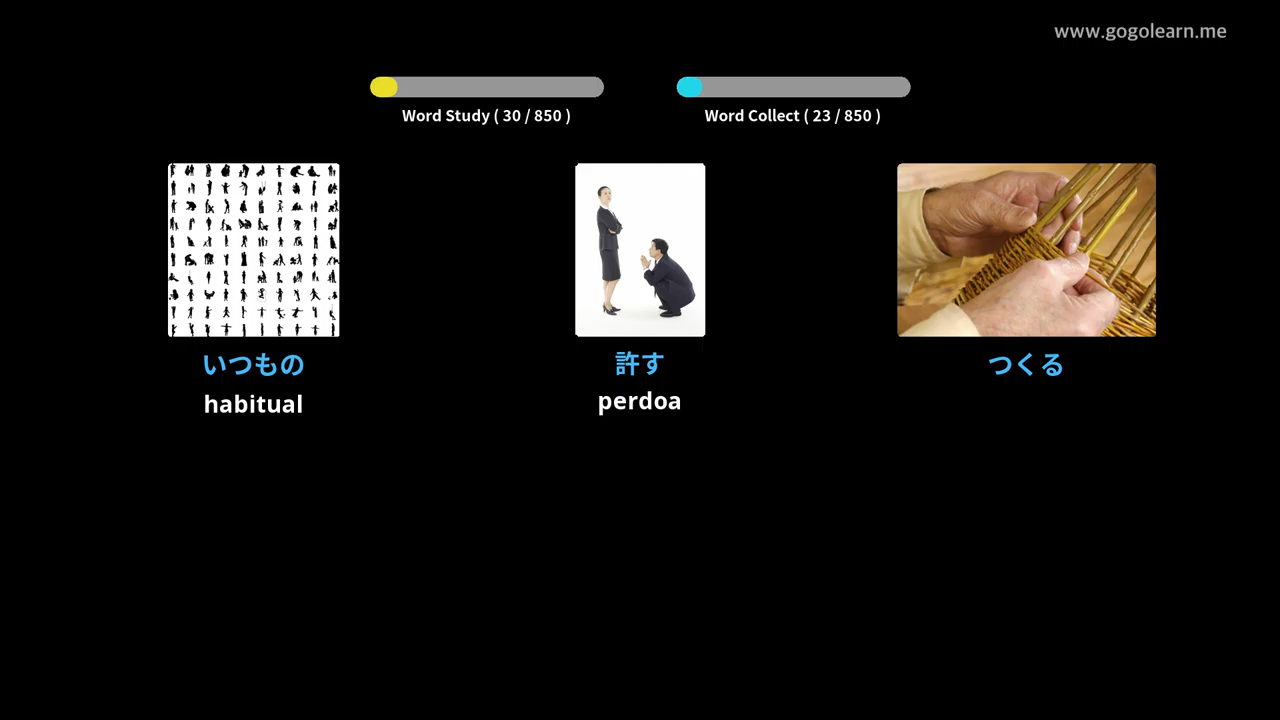 www.gogolearn.me
Word Study ( 30 / 850 )
Word Collect ( 23 / 850 )
いつもの
habitual
許す
perdoa
つくる